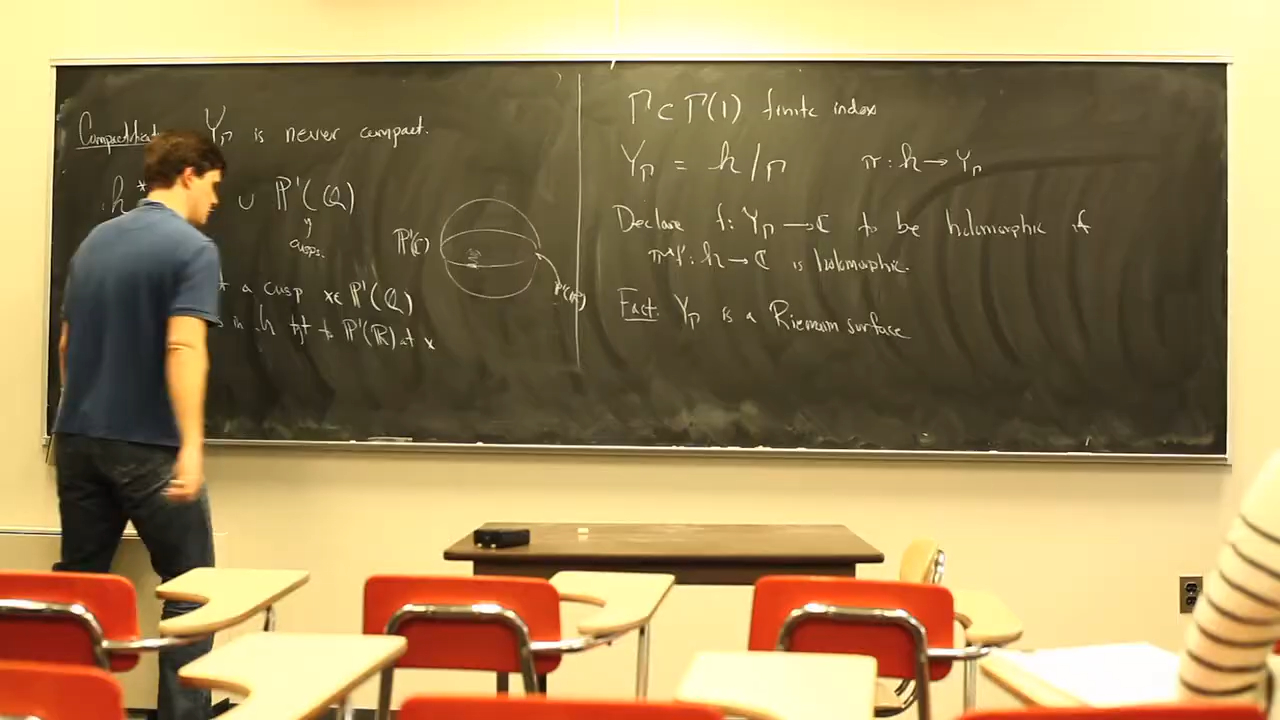 Y_Γ is never compact.
h* ∪ P¹(Q)
cusps.
P¹(C)
P¹(R)
a cusp x∈P¹(Q)
in h tgt to P¹(R) at x
Γ ⊂ Γ(1) finite index
Y_Γ = h/Γ π: h → Y_Γ
Declare f: Y_Γ → C to be holomorphic if
π*f: h → C is holomorphic.
Fact: Y_Γ is a Riemann surface